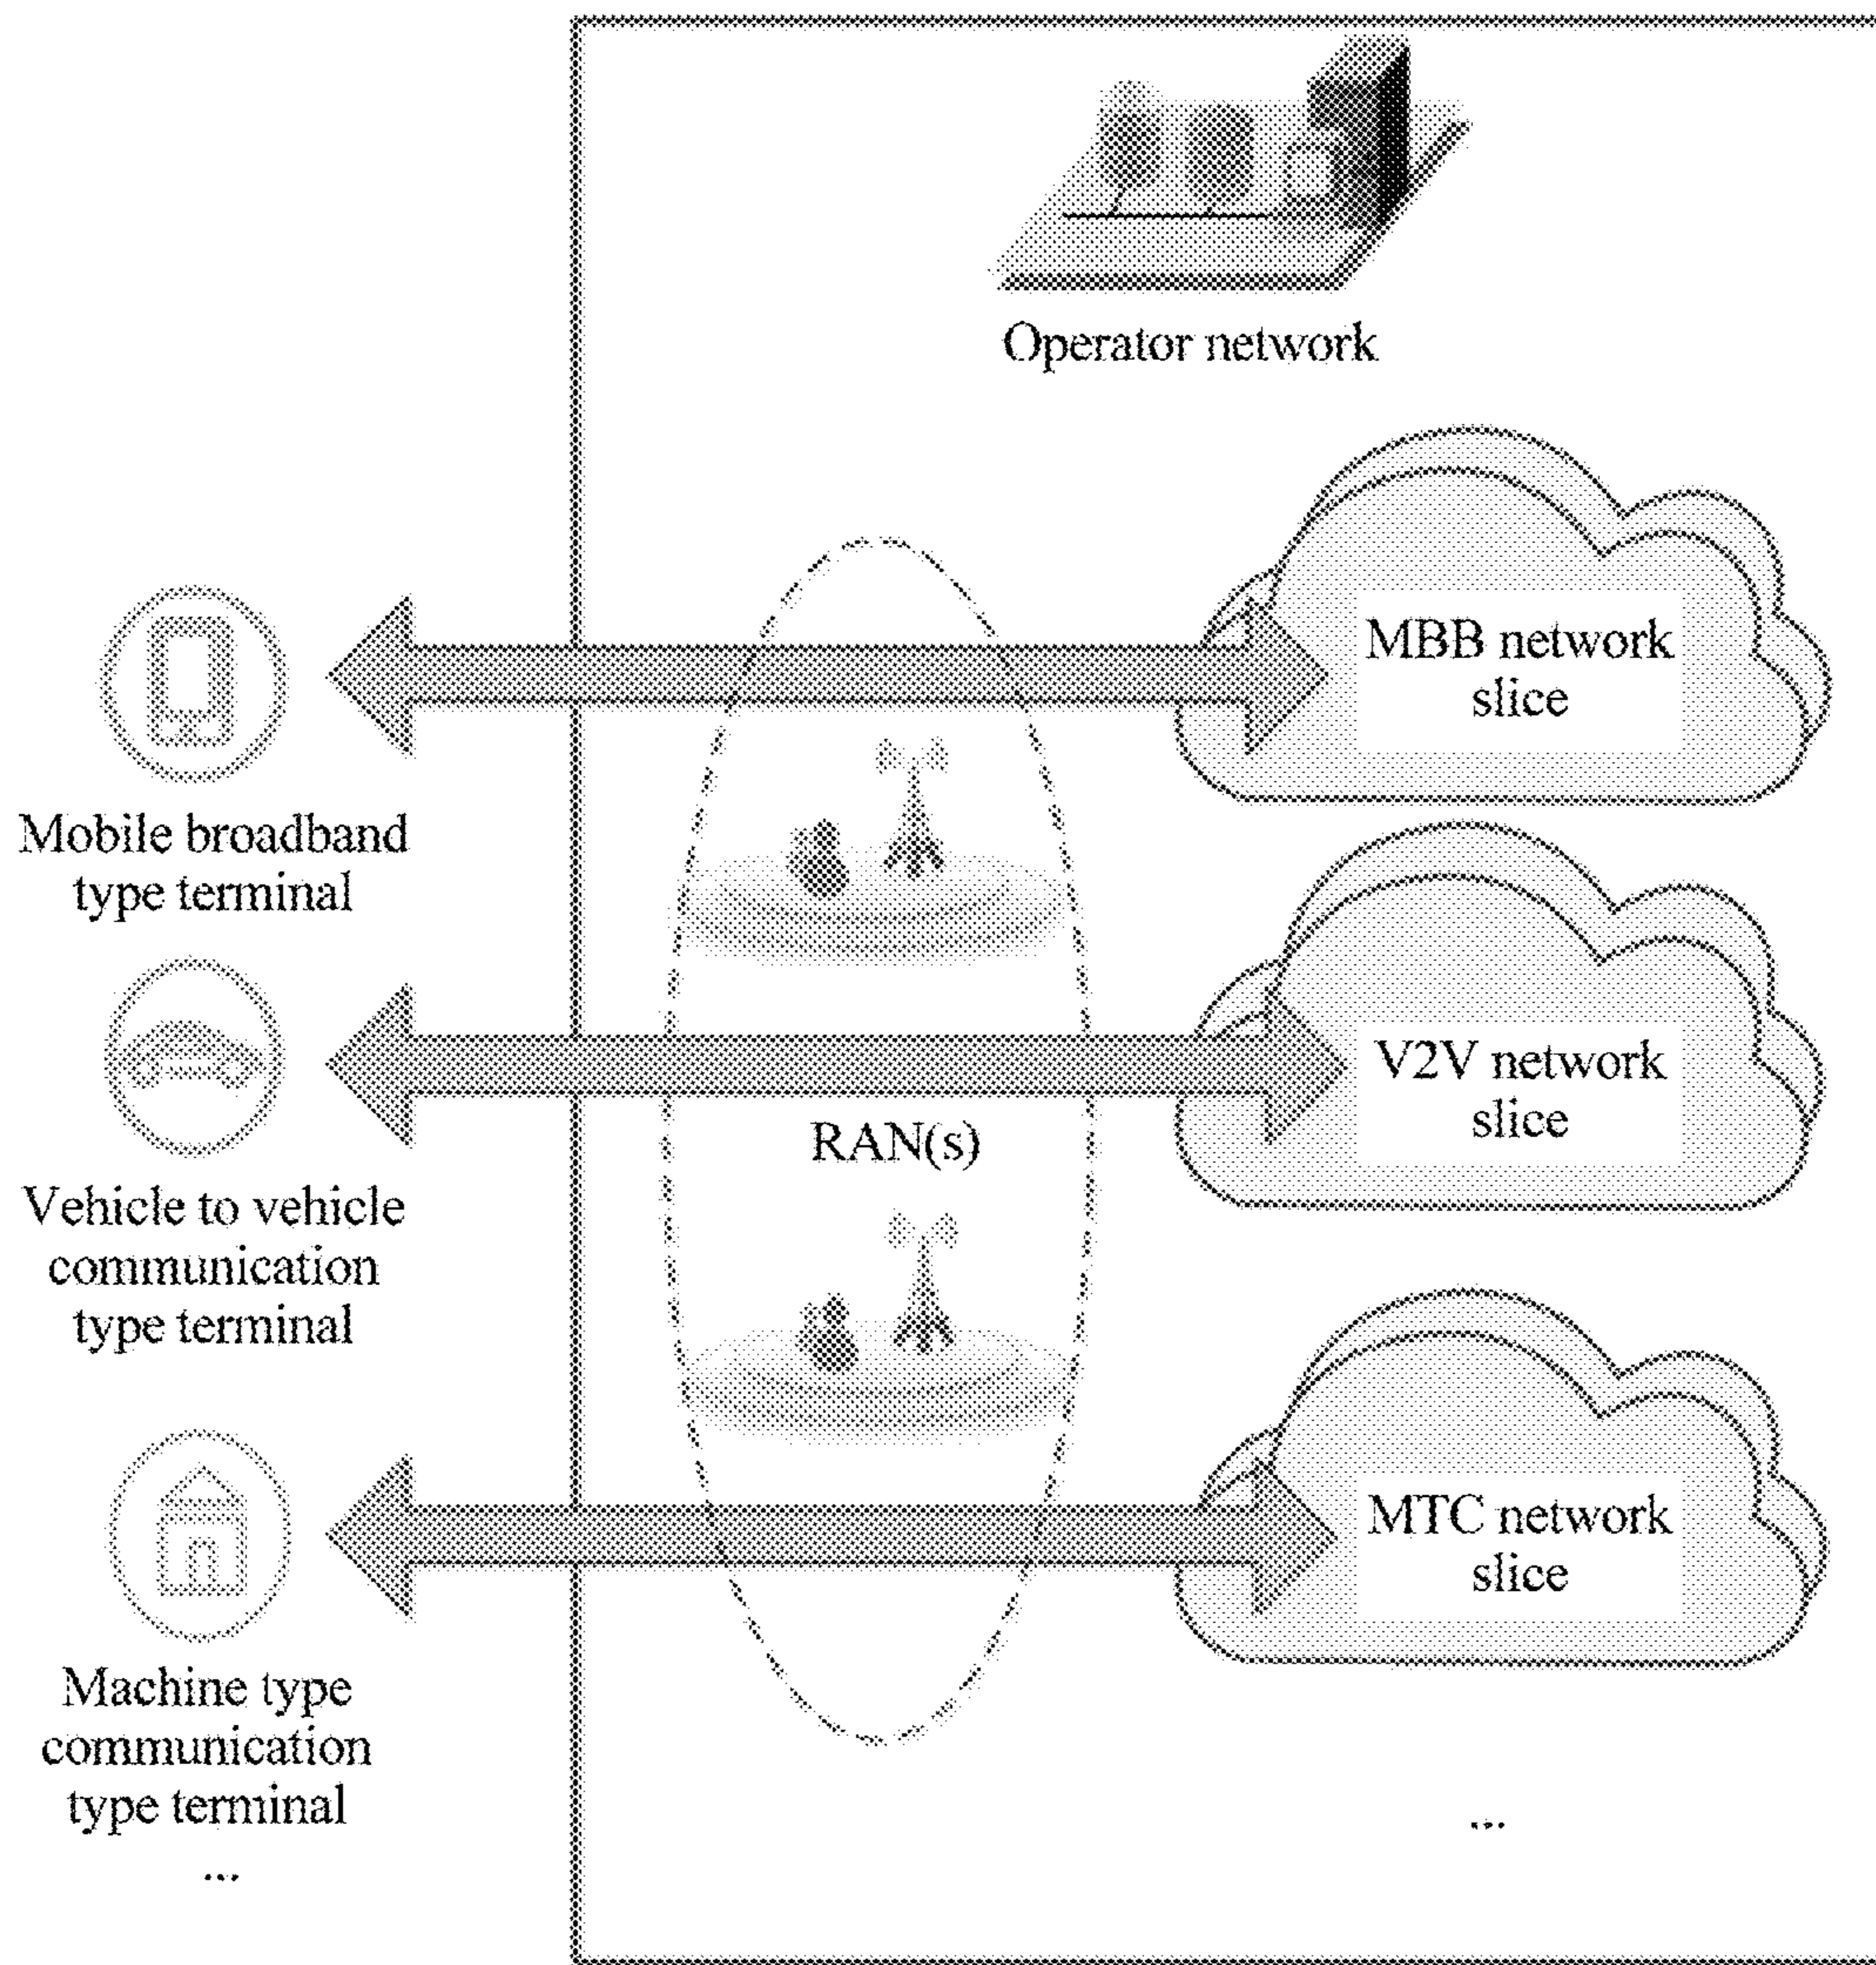 Operator network
MBB network
slice
Mobile broadband
type terminal
V2V network
slice
RAN(s)
Vehicle to vehicle
communication
type terminal
MTC network
slice
Machine type
communication
type terminal
...
...